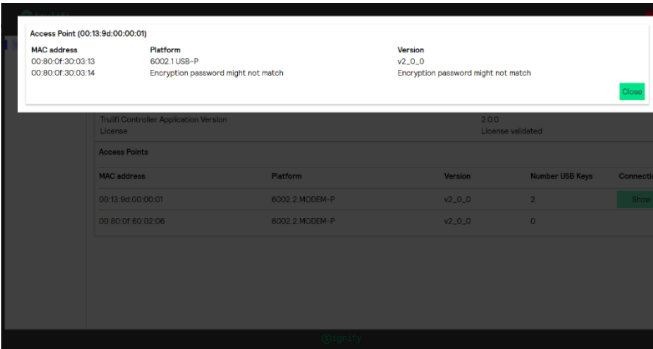 Access Point (00:13:9d:00:00:01)
MAC address Platform Version
00:80:0f:30:03:13 6002.1 USB-P v2_0_0
00:80:0f:30:03:14 Encryption password might not match Encryption password might not match
Close
Trulifi Controller Application Version 2.0.0
License License validated
Access Points
MAC address Platform Version Number USB Keys Connecti
00:13:9d:00:00:01 6002.2 MODEM-P v2_0_0 2 Show
00:80:0f:60:02:06 6002.2 MODEM-P v2_0_0 0
Signify